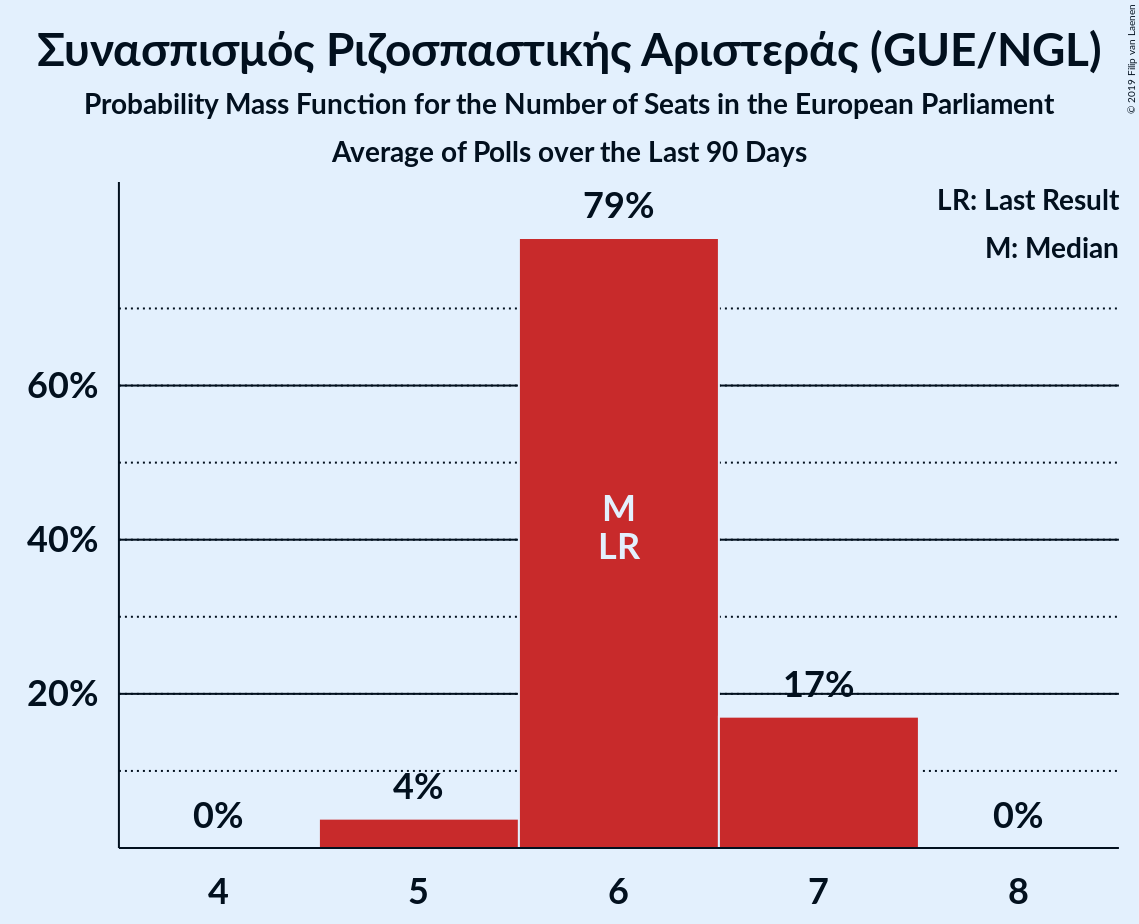 Συνασπισμός Ριζοσπαστικής Αριστεράς (GUE/NGL)
Probability Mass Function for the Number of Seats in the European Parliament
Average of Polls over the Last 90 Days
© 2019 Filip van Laenen
LR: Last Result
M: Median
79%
60%
M
40%
LR
17%
20%
4%
0%
0%
4 5 6 7 8